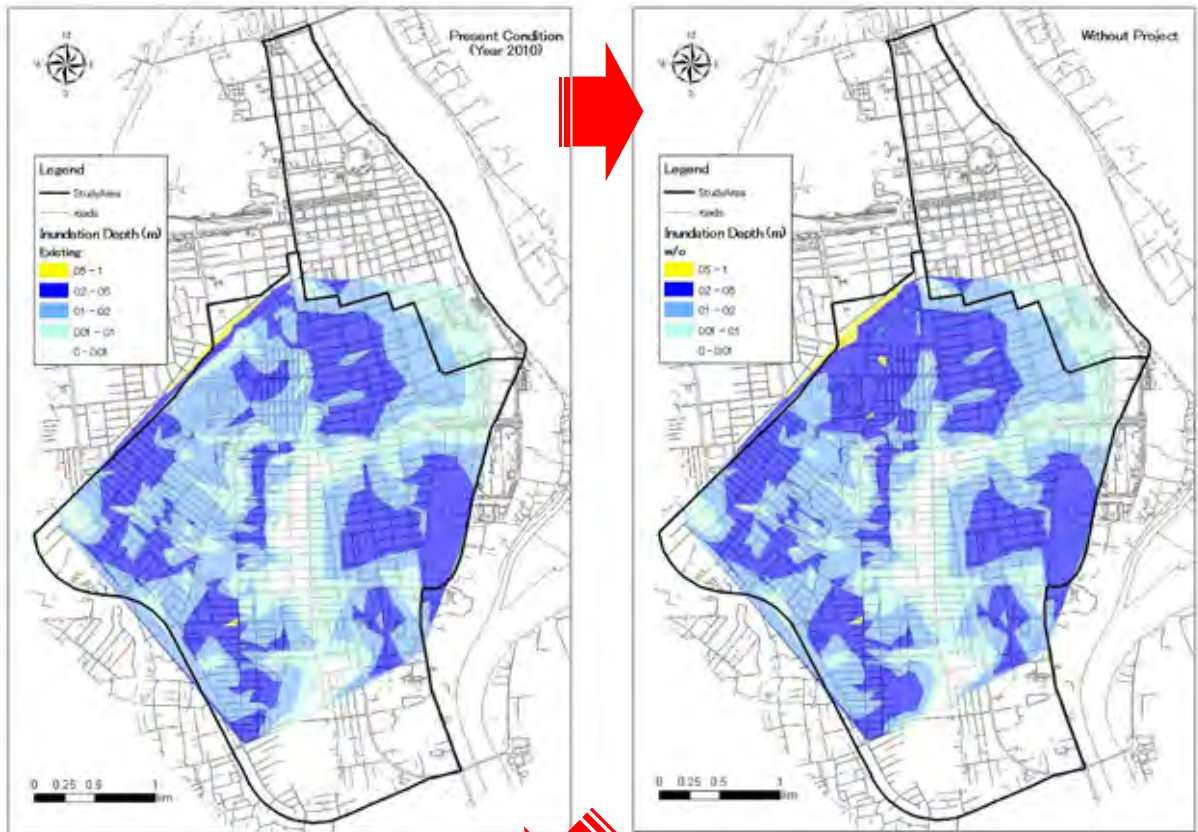 Present Condition
(Year 2010)
N
W
E
S
Legend
StudyArea
roads
Inundation Depth (m)
Existing
0.5 - 1
0.2 - 0.5
0.1 - 0.2
0.01 - 0.1
0 - 0.01
0 0.25 0.5 1
km
Without Project
N
W
E
S
Legend
StudyArea
roads
Inundation Depth (m)
w/o
0.5 - 1
0.2 - 0.5
0.1 - 0.2
0.01 - 0.1
0 - 0.01
0 0.25 0.5 1
km